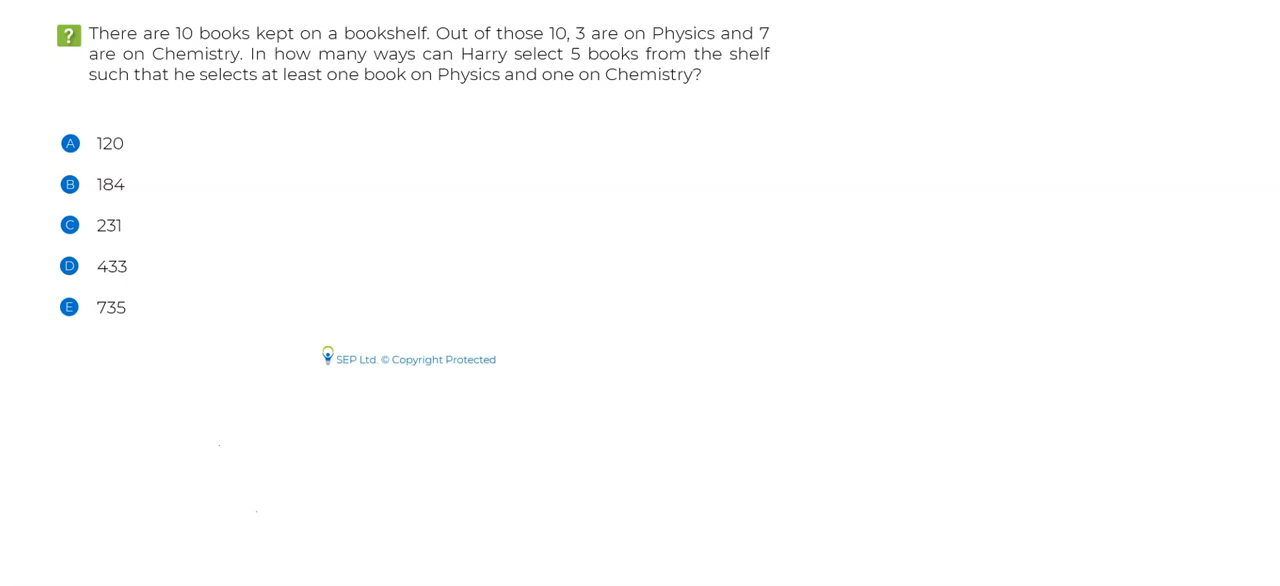 ? There are 10 books kept on a bookshelf. Out of those 10, 3 are on Physics and 7
are on Chemistry. In how many ways can Harry select 5 books from the shelf
such that he selects at least one book on Physics and one on Chemistry?
A 120
B 184
C 231
D 433
E 735
SEP Ltd. © Copyright Protected